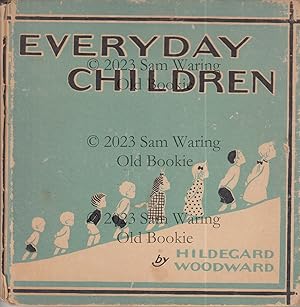 EVERYDAY
© 2023 Sam Waring
CHILDREN
Old Bookie
© 2023 Sam Waring
Old Bookie
© 2023 Sam Waring
Old Bookie
by HILDEGARD
WOODWARD